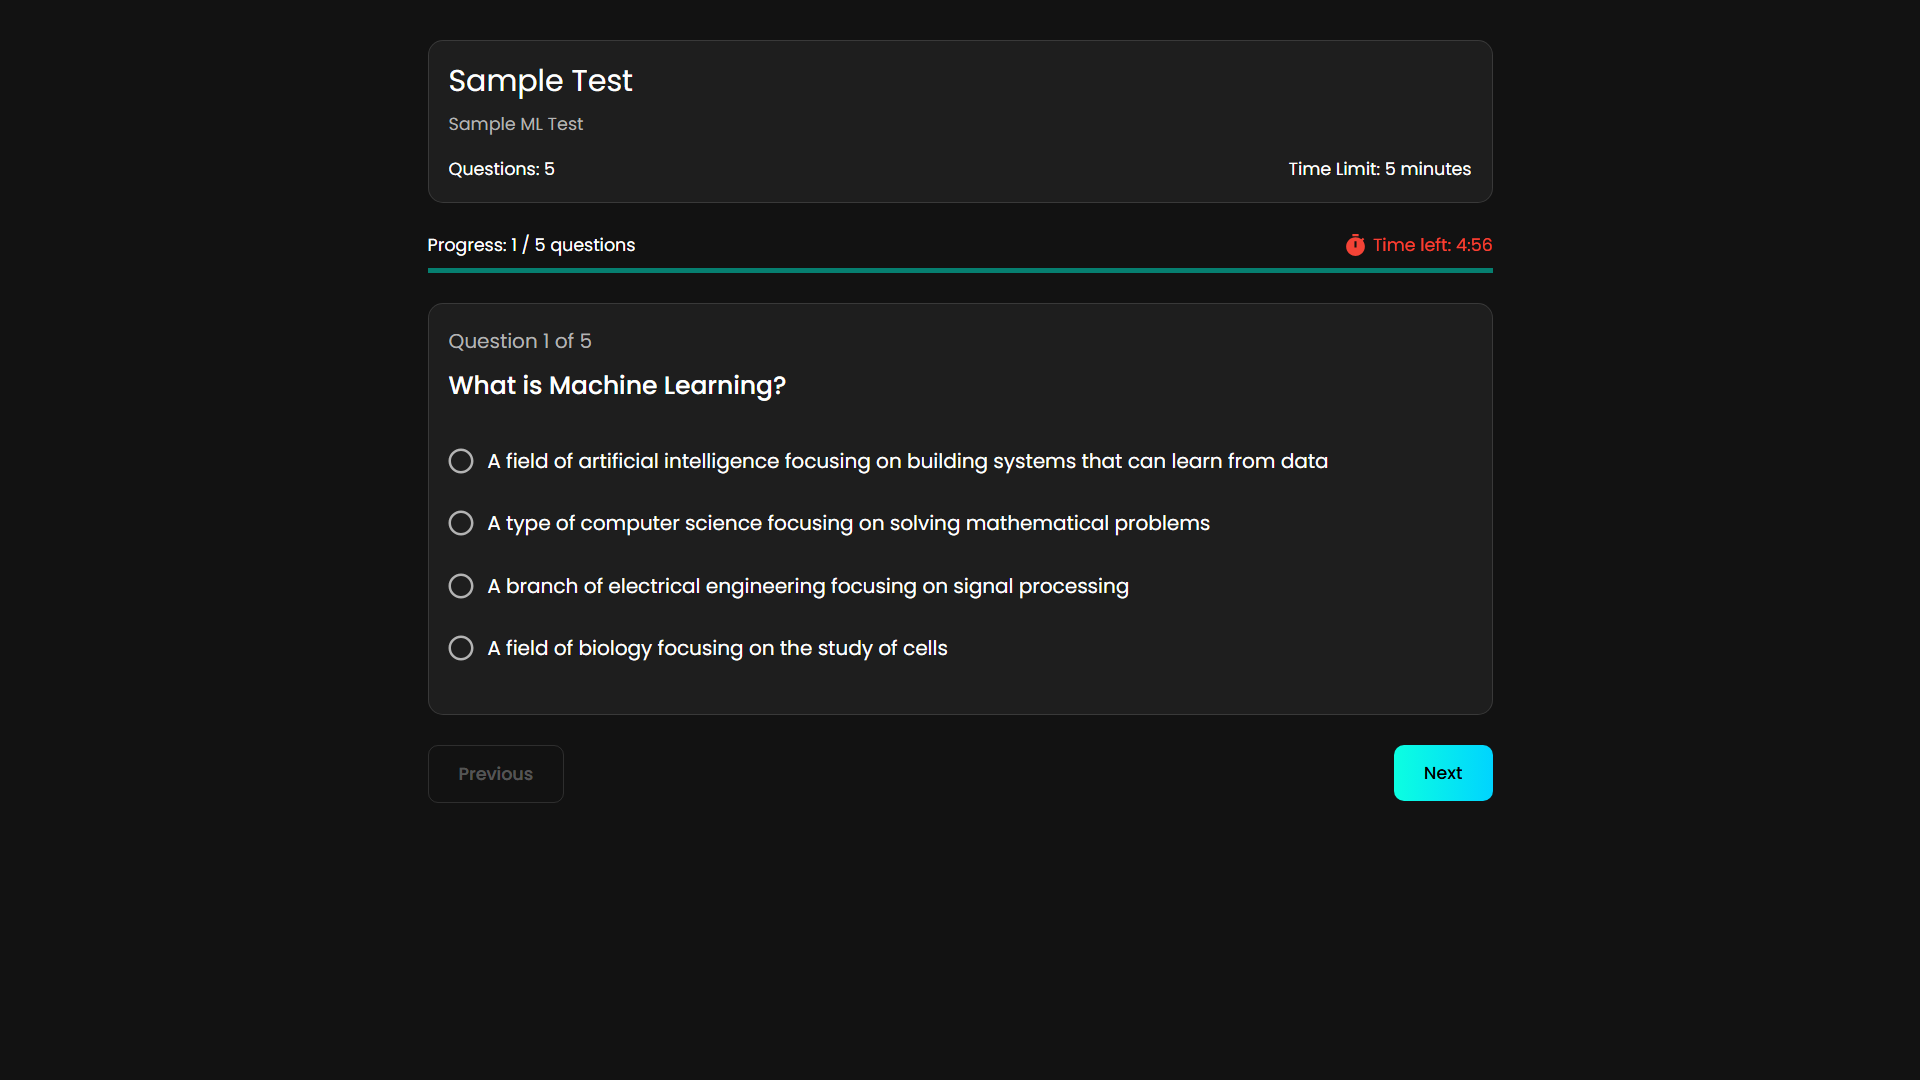 Sample Test
Sample ML Test
Questions: 5
Time Limit: 5 minutes
Progress: 1 / 5 questions
Time left: 4:56
Question 1 of 5
What is Machine Learning?
A field of artificial intelligence focusing on building systems that can learn from data
A type of computer science focusing on solving mathematical problems
A branch of electrical engineering focusing on signal processing
A field of biology focusing on the study of cells
Previous
Next